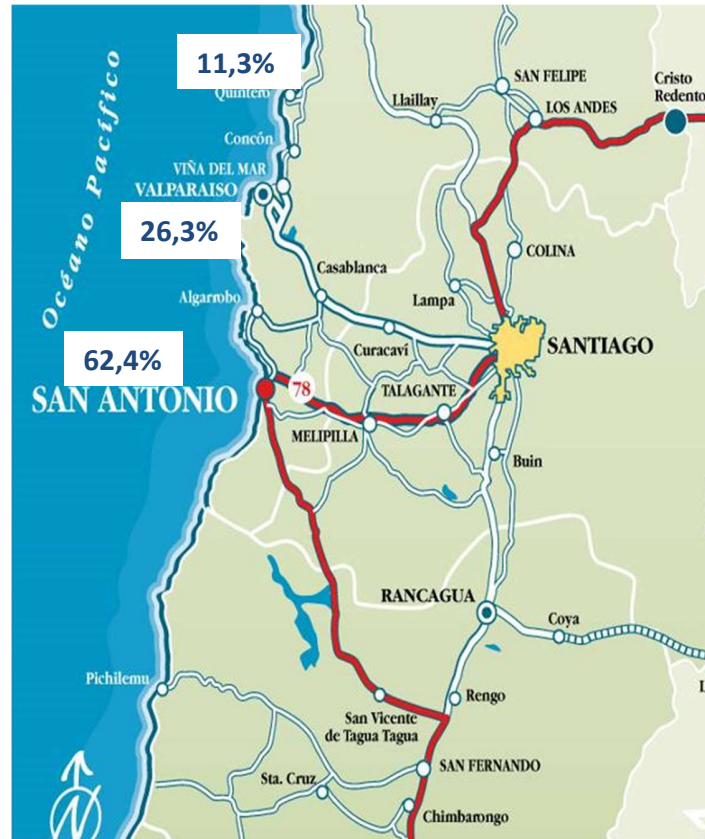 11,3%
Quintero
SAN FELIPE
Cristo
Redento
Llaillay
LOS ANDES
Océano Pacífico
Concón
VIÑA DEL MAR
VALPARAISO
26,3%
COLINA
Casablanca
Lampa
Algarrobo
Curacaví
SANTIAGO
62,4%
SAN ANTONIO
78
TALAGANTE
MELIPILLA
Buin
RANCAGUA
Coya
Pichilemu
L
San Vicente
de Tagua Tagua
Rengo
SAN FERNANDO
Sta. Cruz
Chimbarongo
N